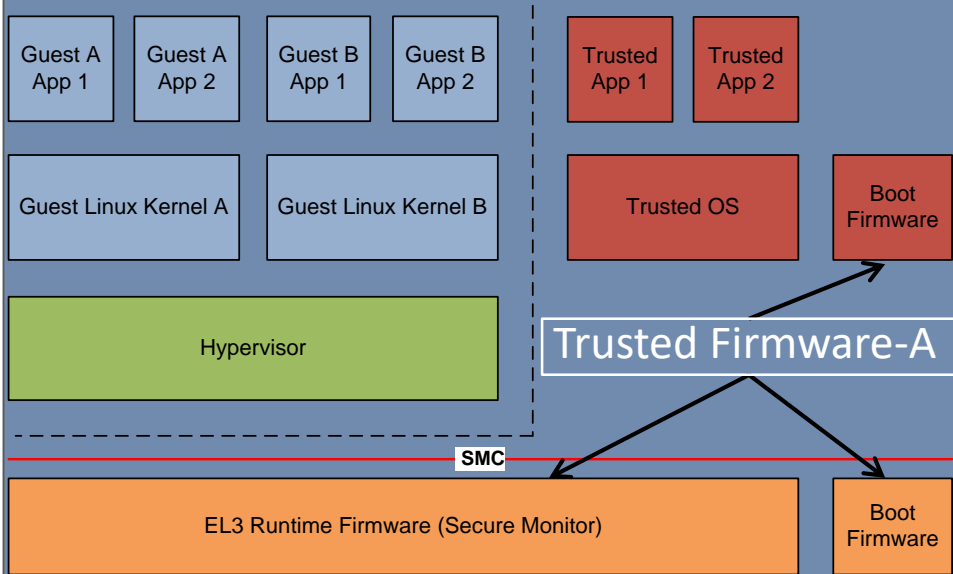 Guest A
App 1
Guest A
App 2
Guest B
App 1
Guest B
App 2
Trusted
App 1
Trusted
App 2
Guest Linux Kernel A
Guest Linux Kernel B
Trusted OS
Boot
Firmware
Hypervisor
Trusted Firmware-A
SMC
EL3 Runtime Firmware (Secure Monitor)
Boot
Firmware